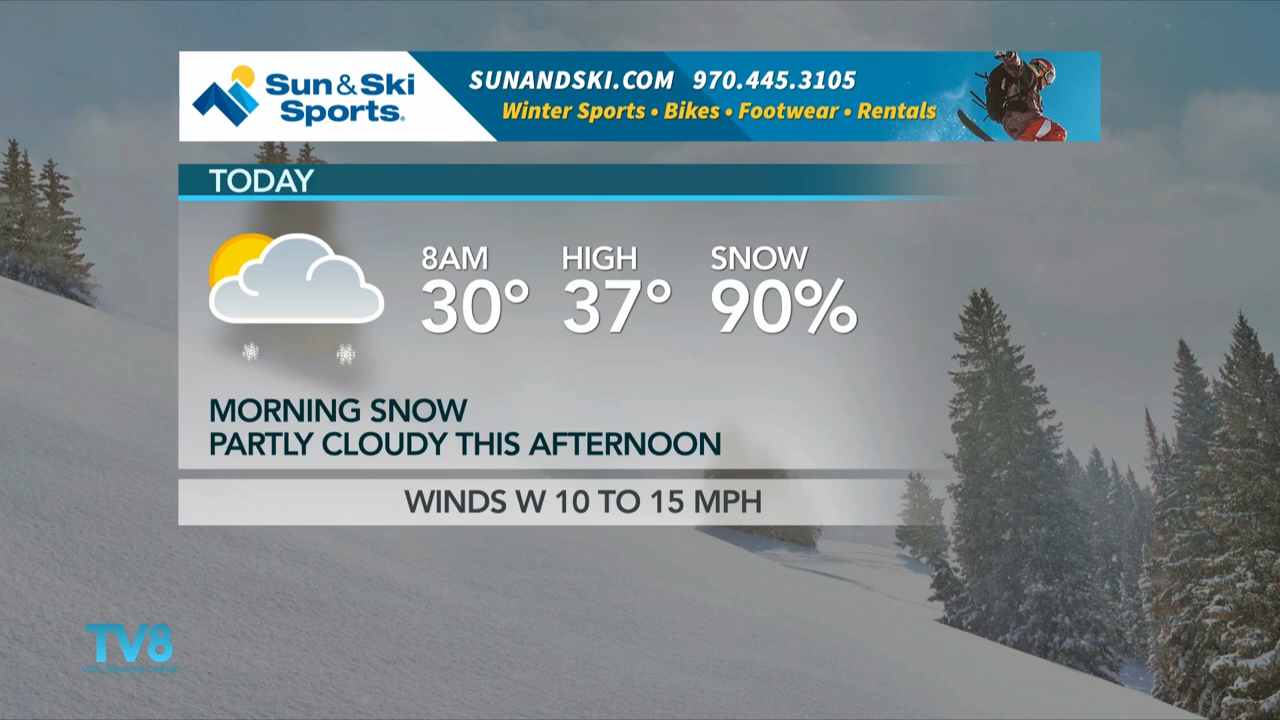 Sun&Ski
Sports.
SUNANDSKI.COM 970.445.3105
Winter Sports • Bikes • Footwear • Rentals
TODAY
8AM HIGH SNOW
30° 37° 90%
MORNING SNOW
PARTLY CLOUDY THIS AFTERNOON
WINDS W 10 TO 15 MPH
TV8